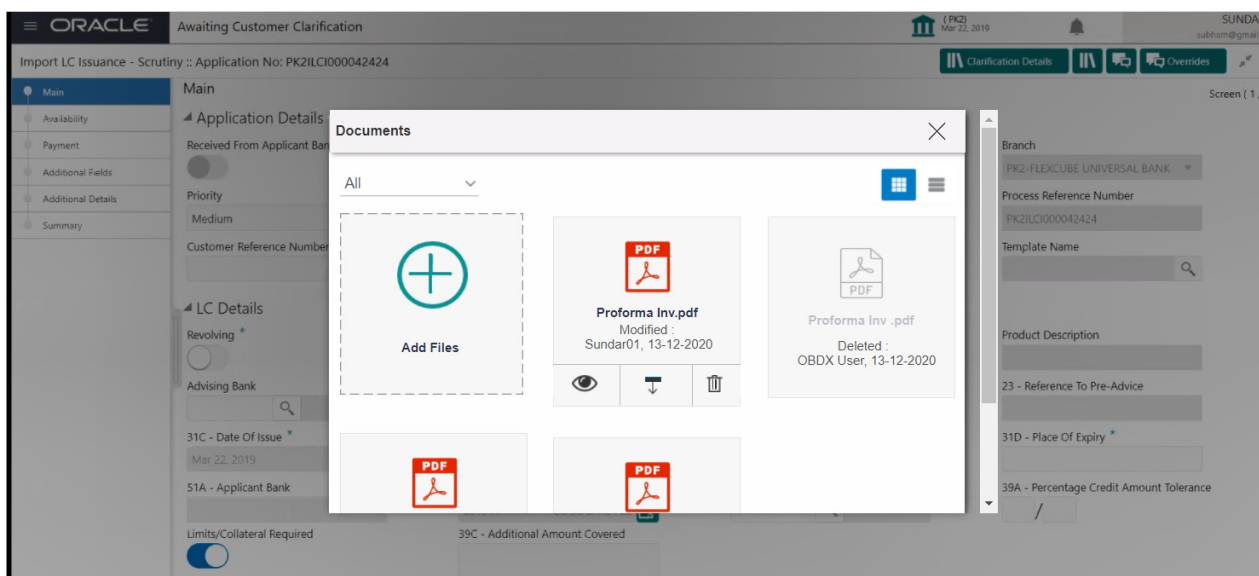 ORACLE
Awaiting Customer Clarification
( PK2)
Mar 22, 2019
SUNDA
subham@gmail
Import LC Issuance - Scrutiny :: Application No: PK2ILCI000042424
Clarification Details
Overrides
Main
Availability
Payment
Additional Fields
Additional Details
Summary
Main
Screen ( 1
Application Details
Received From Applicant Ban
Priority
Medium
Customer Reference Number
Branch
PK2-FLEXCUBE UNIVERSAL BANK
Process Reference Number
PK2ILCI000042424
Template Name
LC Details
Revolving *
Advising Bank
31C - Date Of Issue *
Mar 22, 2019
51A - Applicant Bank
Limits/Collateral Required
39C - Additional Amount Covered
Product Description
23 - Reference To Pre-Advice
31D - Place Of Expiry *
39A - Percentage Credit Amount Tolerance
/
Documents
All
Add Files
PDF
Proforma Inv.pdf
Modified :
Sundar01, 13-12-2020
PDF
Proforma Inv .pdf
Deleted :
OBDX User, 13-12-2020
PDF
PDF